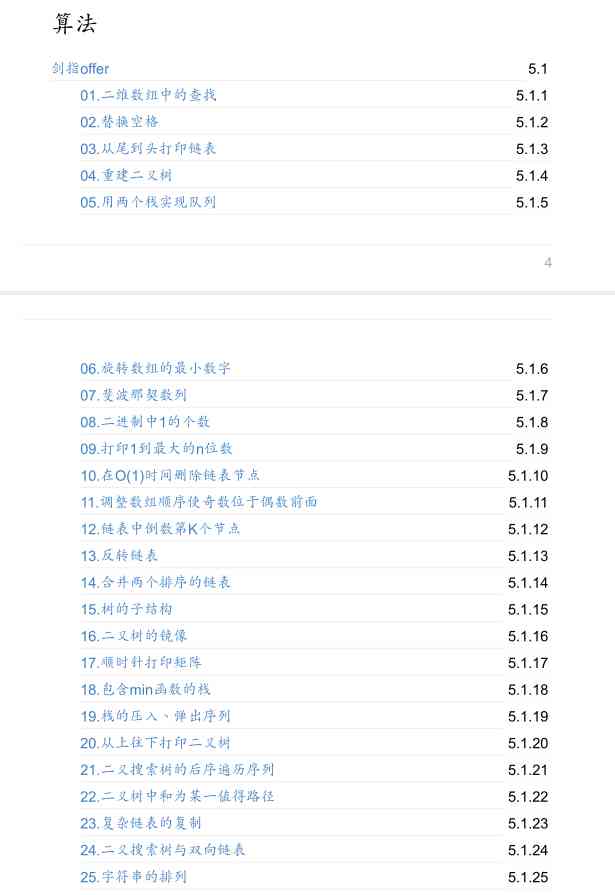 算法
剑指offer 5.1
01.二维数组中的查找 5.1.1
02.替换空格 5.1.2
03.从尾到头打印链表 5.1.3
04.重建二叉树 5.1.4
05.用两个栈实现队列 5.1.5
4
06.旋转数组的最小数字 5.1.6
07.斐波那契数列 5.1.7
08.二进制中1的个数 5.1.8
09.打印1到最大的n位数 5.1.9
10.在O(1)时间删除链表节点 5.1.10
11.调整数组顺序使奇数位于偶数前面 5.1.11
12.链表中倒数第K个节点 5.1.12
13.反转链表 5.1.13
14.合并两个排序的链表 5.1.14
15.树的子结构 5.1.15
16.二叉树的镜像 5.1.16
17.顺时针打印矩阵 5.1.17
18.包含min函数的栈 5.1.18
19.栈的压入、弹出序列 5.1.19
20.从上往下打印二叉树 5.1.20
21.二叉搜索树的后序遍历序列 5.1.21
22.二叉树中和为某一值得路径 5.1.22
23.复杂链表的复制 5.1.23
24.二叉搜索树与双向链表 5.1.24
25.字符串的排列 5.1.25